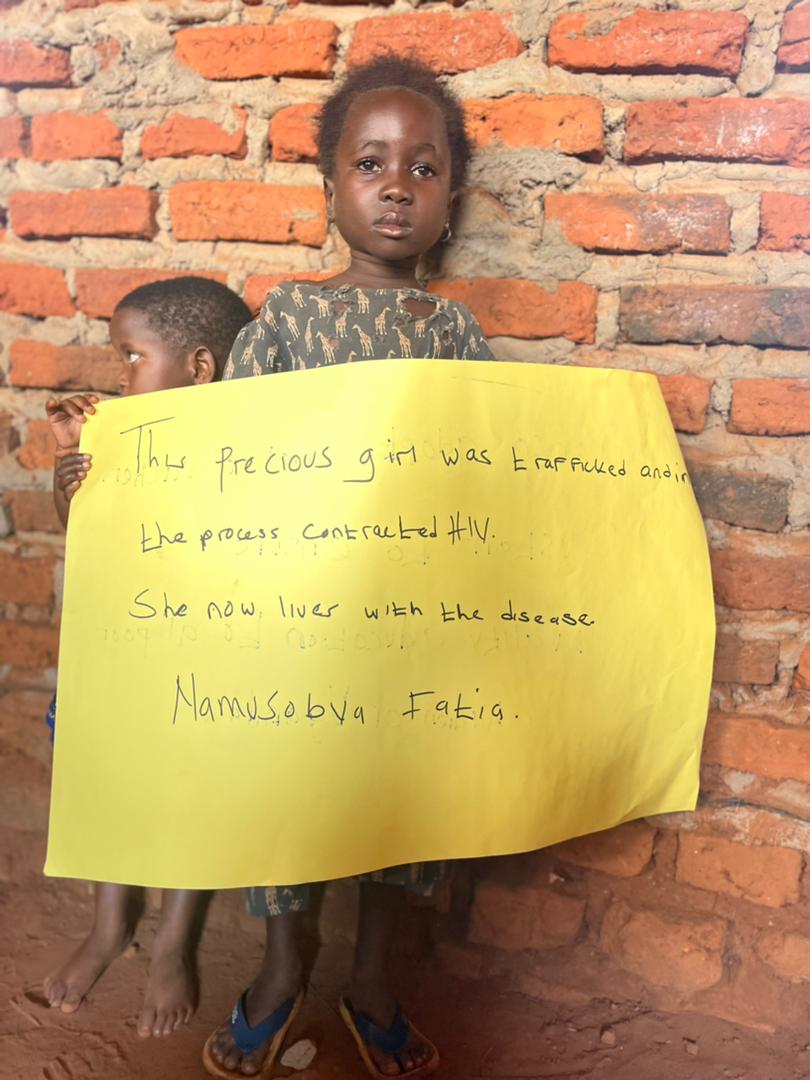 This precious girl was trafficked and in
the process contracted HIV.
She now lives with the disease.
Namusobya Fatia.